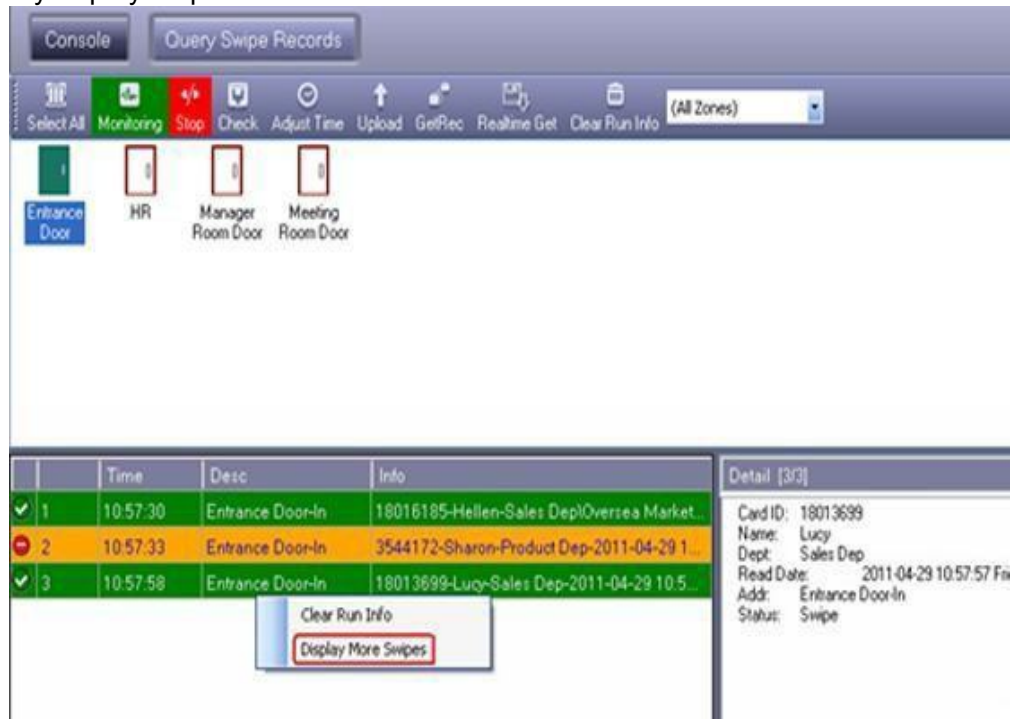 Console Query Swipe Records
Select All Monitoring Stop Check Adjust Time Upload GetRec Realtime Get Clear Run Info (All Zones)
Entrance Door
HR
Manager Room Door
Meeting Room Door
Time Desc Info
1 10:57:30 Entrance Door-In 18016185-Hellen-Sales Dep\Oversea Market...
2 10:57:33 Entrance Door-In 3544172-Sharon-Product Dep-2011-04-29 1...
3 10:57:58 Entrance Door-In 18013699-Lucy-Sales Dep-2011-04-29 10:5...
Clear Run Info
Display More Swipes
Detail [3/3]
Card ID: 18013699
Name: Lucy
Dept: Sales Dep
Read Date: 2011-04-29 10:57:57 Fri
Addr: Entrance Door-In
Status: Swipe